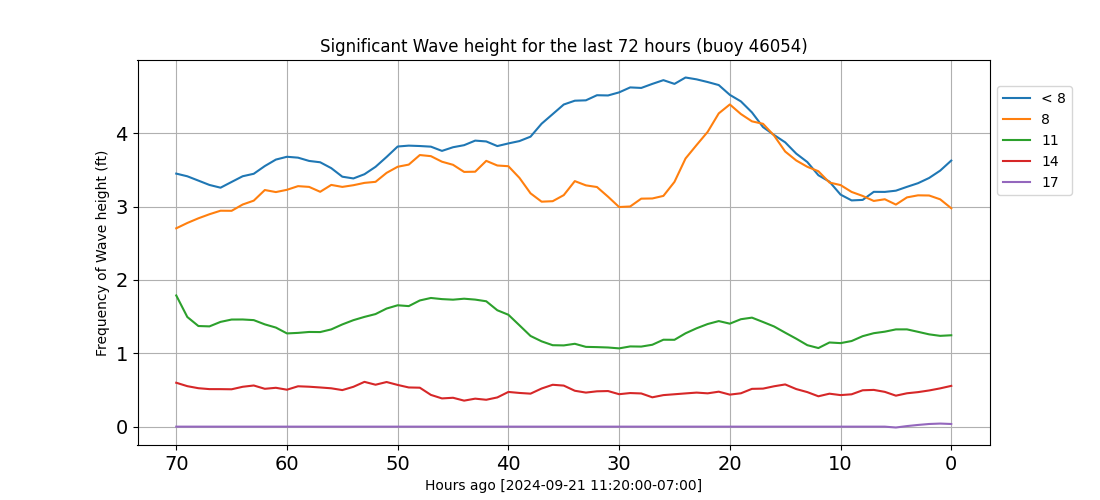 Significant Wave height for the last 72 hours (buoy 46054)
Frequency of Wave height (ft)
4
3
2
1
0
70 60 50 40 30 20 10 0
Hours ago [2024-09-21 11:20:00-07:00]
< 8
8
11
14
17